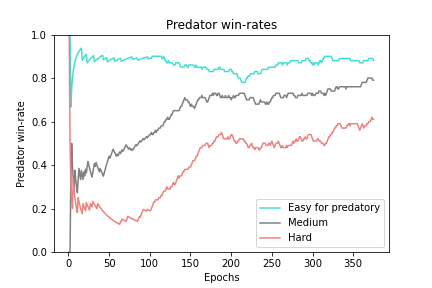 Predator win-rates
Predator win-rate
1.0
0.8
0.6
0.4
0.2
0.0
Easy for predatory
Medium
Hard
0 50 100 150 200 250 300 350
Epochs